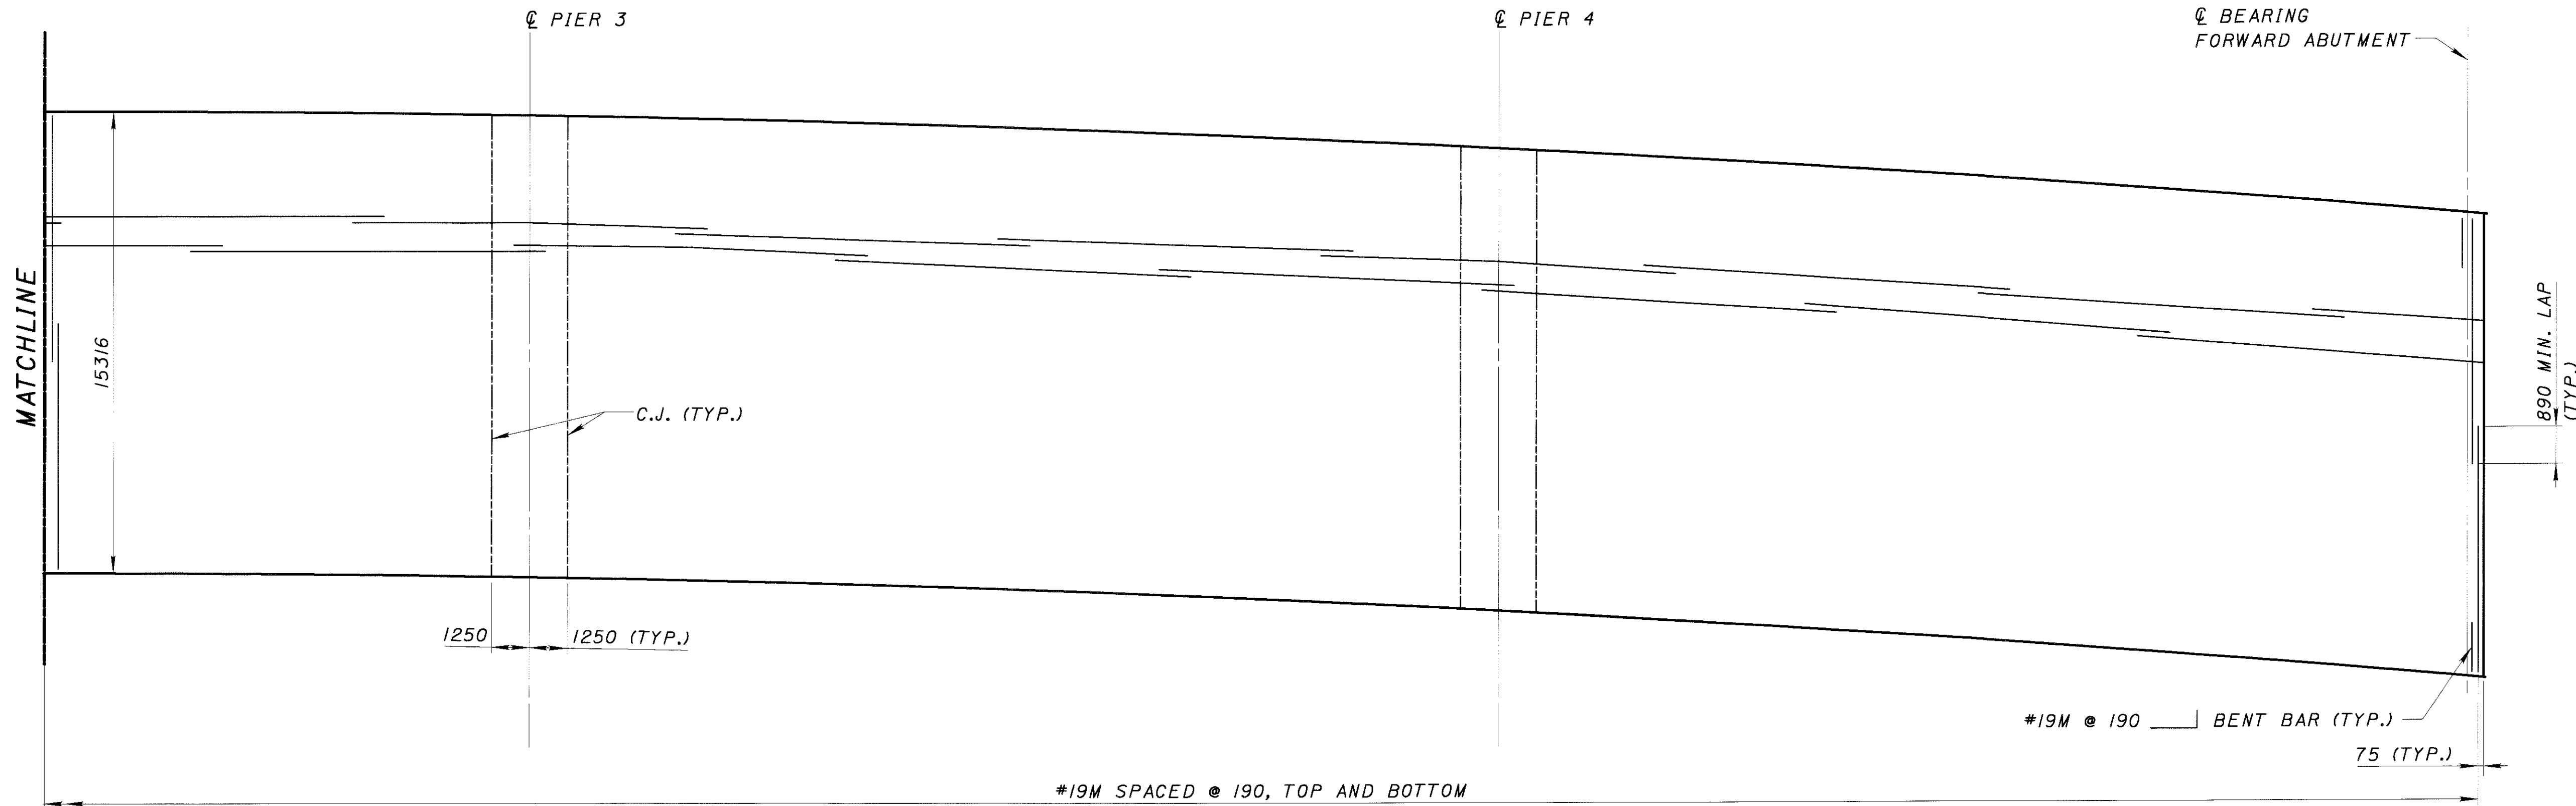 ℄ PIER 3
℄ PIER 4
℄ BEARING
FORWARD ABUTMENT
MATCHLINE
15316
C.J. (TYP.)
890 MIN. LAP
(TYP.)
1250
1250 (TYP.)
#19M @ 190 BENT BAR (TYP.)
75 (TYP.)
#19M SPACED @ 190, TOP AND BOTTOM